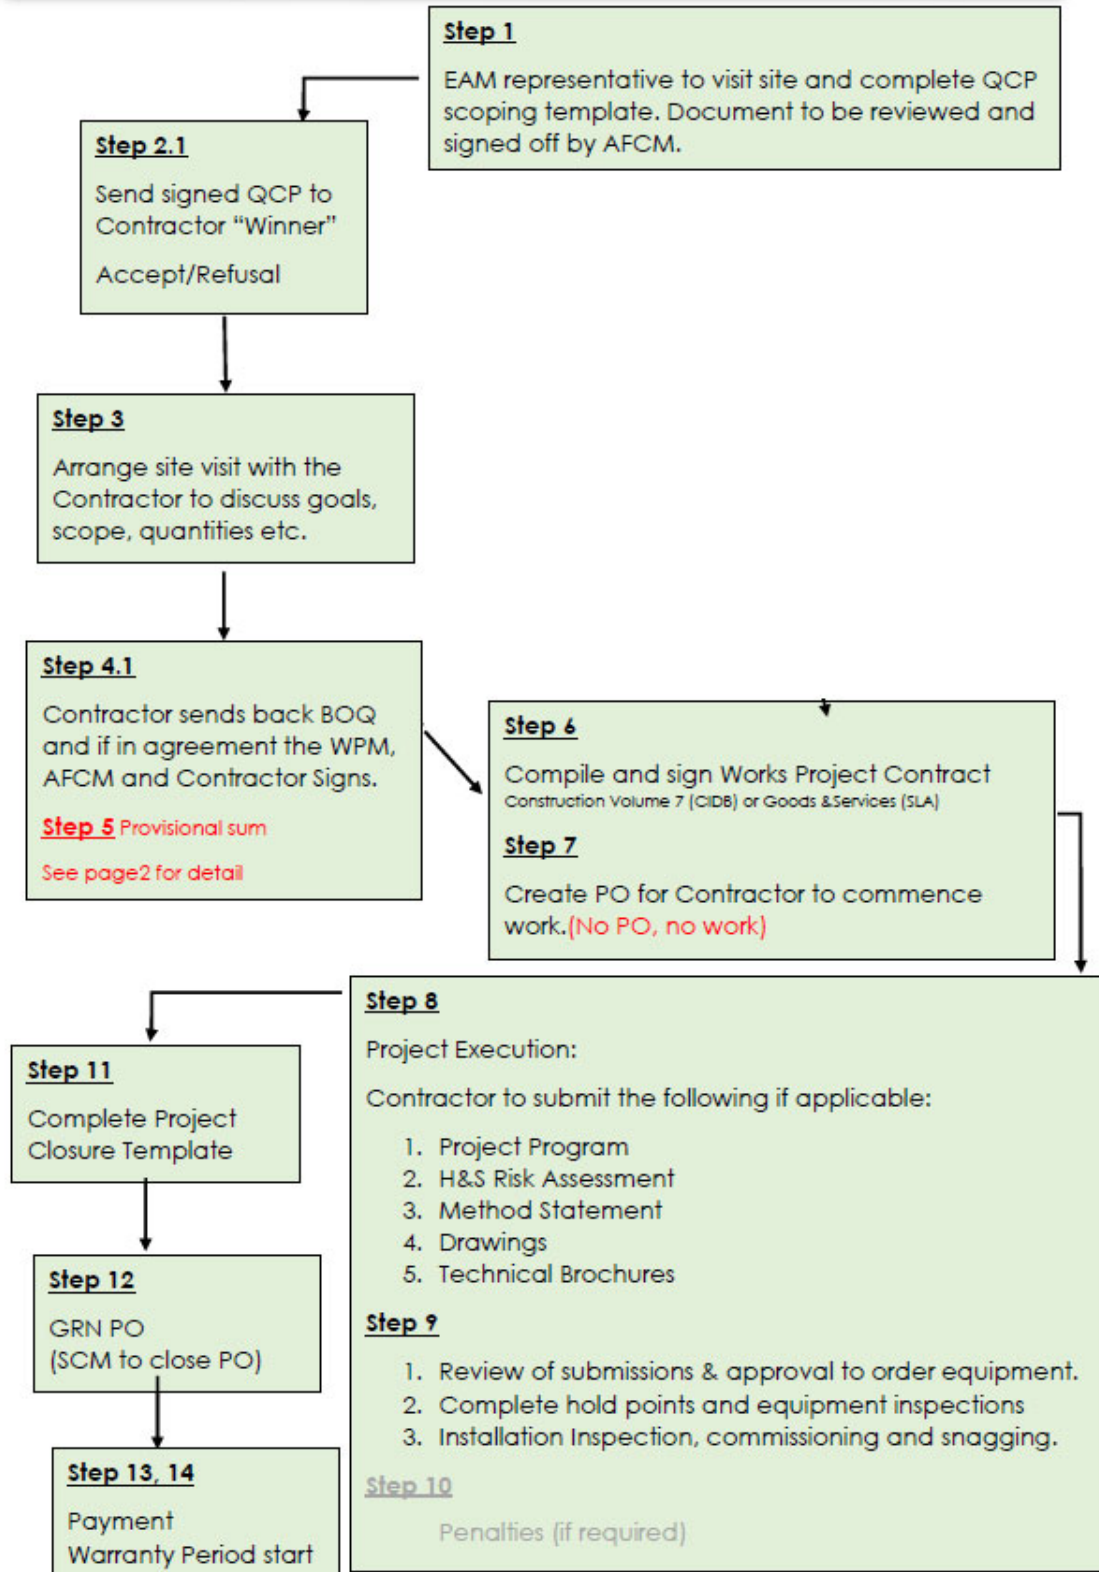 Step 1
EAM representative to visit site and complete QCP
scoping template. Document to be reviewed and
signed off by AFCM.
Step 2.1
Send signed QCP to
Contractor “Winner”
Accept/Refusal
Step 3
Arrange site visit with the
Contractor to discuss goals,
scope, quantities etc.
Step 4.1
Contractor sends back BOQ
and if in agreement the WPM,
AFCM and Contractor Signs.
Step 5 Provisional sum
See page2 for detail
Step 6
Compile and sign Works Project Contract
Construction Volume 7 (CIDB) or Goods &Services (SLA)
Step 7
Create PO for Contractor to commence
work.(No PO, no work)
Step 8
Project Execution:
Contractor to submit the following if applicable:
1. Project Program
2. H&S Risk Assessment
3. Method Statement
4. Drawings
5. Technical Brochures
Step 9
1. Review of submissions & approval to order equipment.
2. Complete hold points and equipment inspections
3. Installation Inspection, commissioning and snagging.
Step 10
Penalties (if required)
Step 11
Complete Project
Closure Template
Step 12
GRN PO
(SCM to close PO)
Step 13, 14
Payment
Warranty Period start